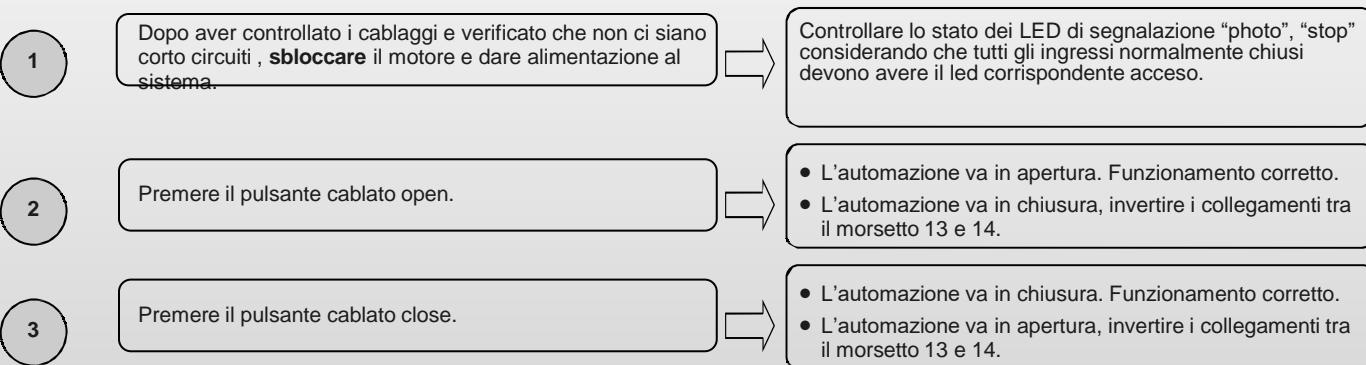 1
Dopo aver controllato i cablaggi e verificato che non ci siano
corto circuiti , sbloccare il motore e dare alimentazione al
sistema.
Controllare lo stato dei LED di segnalazione “photo”, “stop”
considerando che tutti gli ingressi normalmente chiusi
devono avere il led corrispondente acceso.
2
Premere il pulsante cablato open.
• L’automazione va in apertura. Funzionamento corretto.
• L’automazione va in chiusura, invertire i collegamenti tra
il morsetto 13 e 14.
3
Premere il pulsante cablato close.
• L’automazione va in chiusura. Funzionamento corretto.
• L’automazione va in apertura, invertire i collegamenti tra
il morsetto 13 e 14.